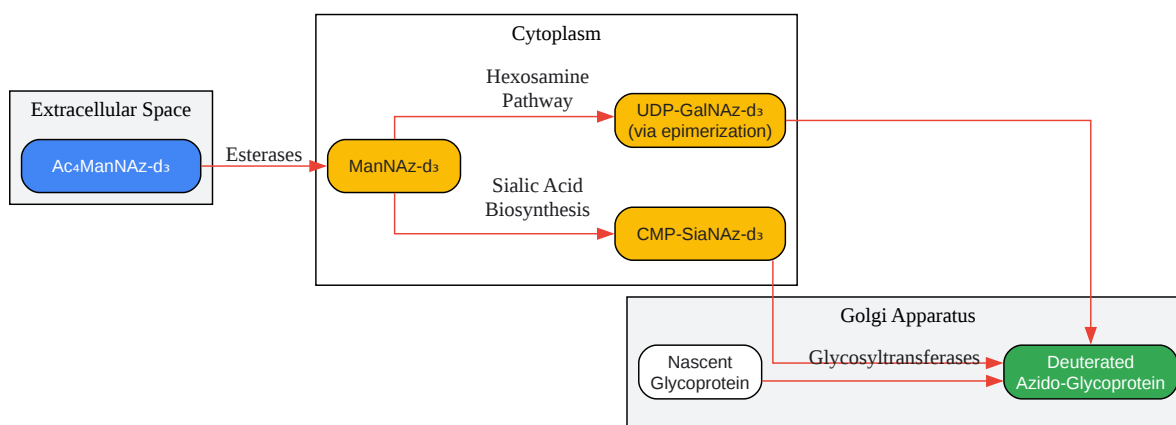 Cytoplasm
Extracellular Space
Hexosamine
Pathway
UDP-GalNAz-d₃
(via epimerization)
Ac₄ManNAz-d₃
Esterases
ManNAz-d₃
Sialic Acid
Biosynthesis
CMP-SiaNAz-d₃
Golgi Apparatus
Nascent
Glycoprotein
Glycosyltransferases
Deuterated
Azido-Glycoprotein